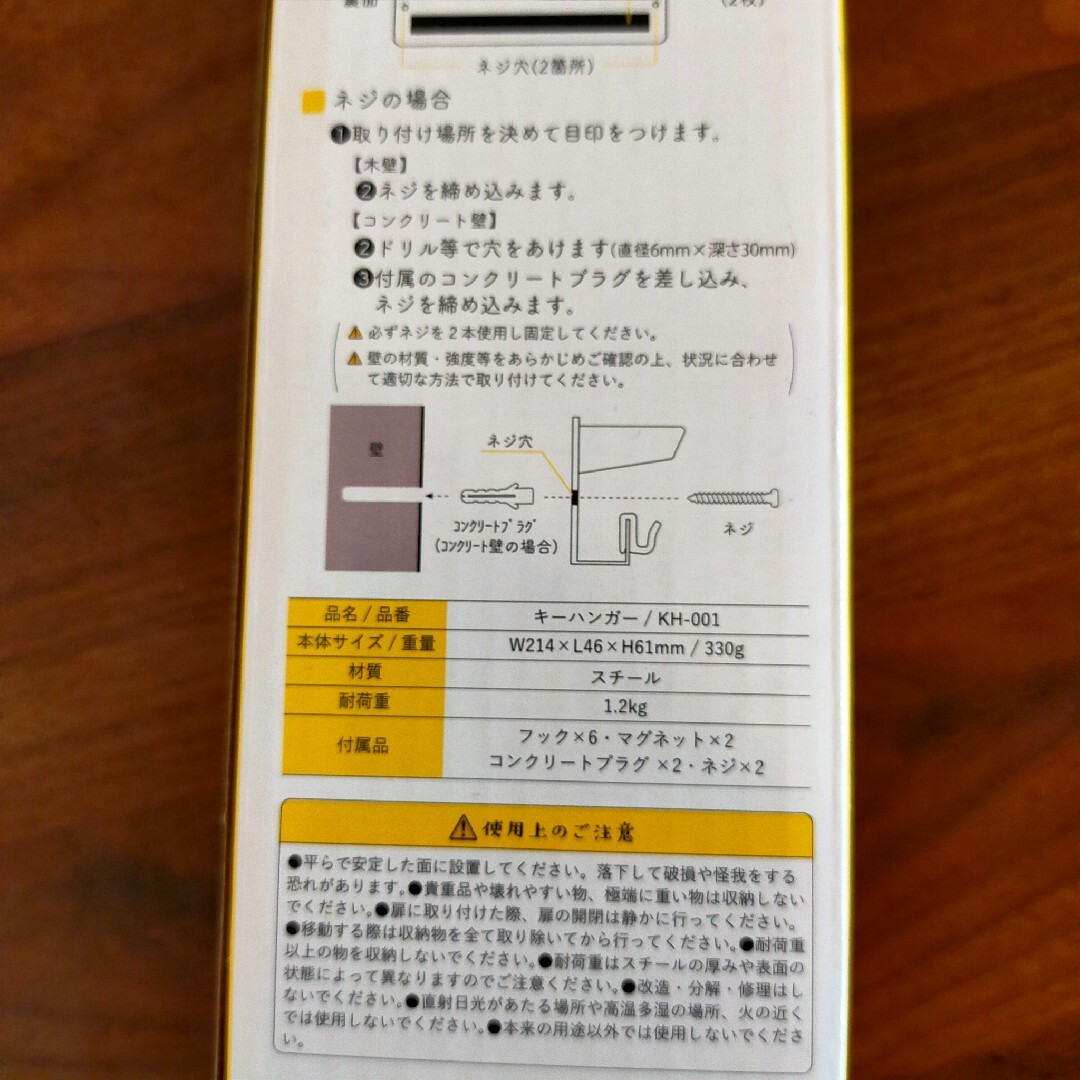 裏面
(2枚)
ネジ穴(2箇所)
ネジの場合
❶取り付け場所を決めて目印をつけます。
【木壁】
❷ネジを締め込みます。
【コンクリート壁】
❷ドリル等で穴をあけます(直径6mm×深さ30mm)
❸付属のコンクリートプラグを差し込み、
ネジを締め込みます。
必ずネジを2本使用し固定してください。
壁の材質・強度等をあらかじめご確認の上、状況に合わせ
て適切な方法で取り付けてください。
壁
ネジ穴
コンクリートプラグ
(コンクリート壁の場合)
ネジ
品名 / 品番 キーハンガー / KH-001
本体サイズ / 重量 W214×L46×H61mm / 330g
材質 スチール
耐荷重 1.2kg
付属品 フック×6・マグネット×2
コンクリートプラグ ×2・ネジ×2
使用上のご注意
●平らで安定した面に設置してください。落下して破損や怪我をする
恐れがあります。●貴重品や壊れやすい物、極端に重い物は収納しない
でください。●扉に取り付けた際、扉の開閉は静かに行ってください。
●移動する際は収納物を全て取り除いてから行ってください。●耐荷重
以上の物を収納しないでください。●耐荷重はスチールの厚みや表面の
状態によって異なりますのでご注意ください。●改造・分解・修理はし
ないでください。●直射日光があたる場所や高温多湿の場所、火の近く
では使用しないでください。●本来の用途以外では使用しないでくださ
い。